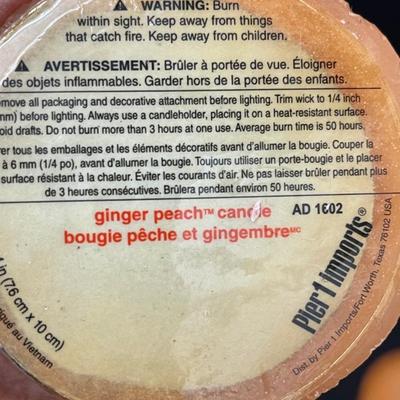 ⚠ WARNING: Burn
within sight. Keep away from things
that catch fire. Keep away from children.
⚠ AVERTISSEMENT: Brûler à portée de vue. Éloigner
des objets inflammables. Garder hors de la portée des enfants.
move all packaging and decorative attachment before lighting. Trim wick to 1/4 inch
mm) before lighting. Always use a candleholder, placing it on a heat-resistant surface.
oid drafts. Do not burn more than 3 hours at one use. Average burn time is 50 hours.
rer tous les emballages et les éléments décoratifs avant d'allumer la bougie. Couper la
à 6 mm (1/4 po), avant d'allumer la bougie. Toujours utiliser un porte-bougie et le placer
surface résistant à la chaleur. Éviter les courants d'air. Ne pas laisser brûler pendant plus
de 3 heures consécutives. Brûlera pendant environ 50 heures.
ginger peach™ candle AD 1602
bougie pêche et gingembre MC
in (7.6 cm x 10 cm)
iqué au Vietnam
Pier 1 imports®
Dist by Pier 1 Imports/Fort Worth, Texas 76102 USA